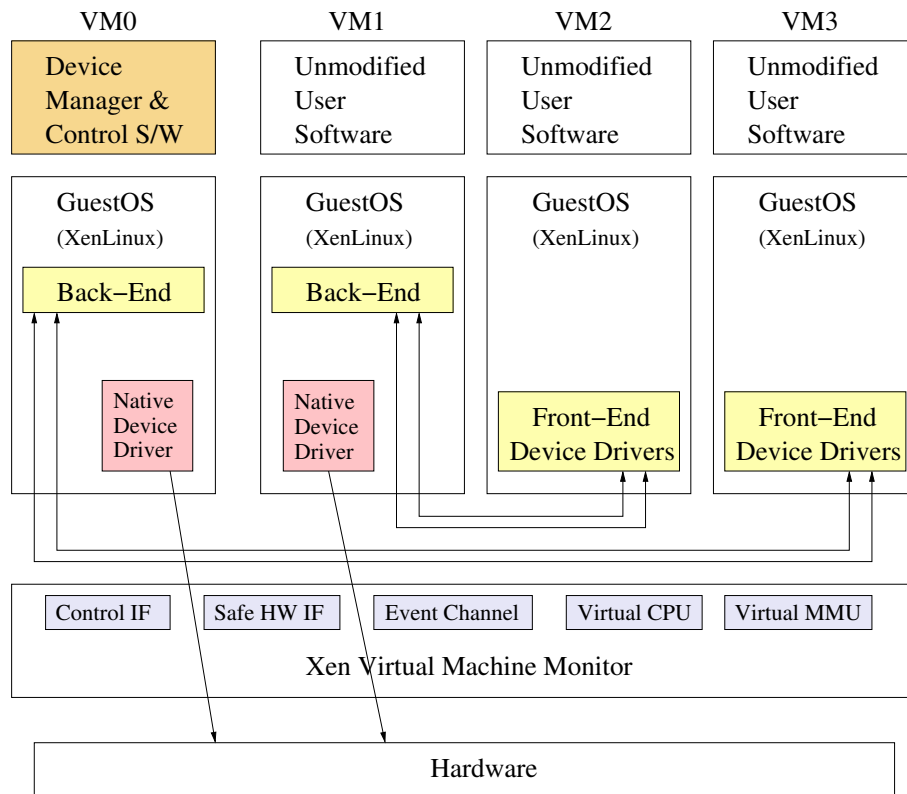 VM0
VM1
VM2
VM3
Device
Manager &
Control S/W
Unmodified
User
Software
Unmodified
User
Software
Unmodified
User
Software
GuestOS
(XenLinux)
Back−End
Native
Device
Driver
GuestOS
(XenLinux)
Back−End
Native
Device
Driver
GuestOS
(XenLinux)
Front−End
Device Drivers
GuestOS
(XenLinux)
Front−End
Device Drivers
Control IF
Safe HW IF
Event Channel
Virtual CPU
Virtual MMU
Xen Virtual Machine Monitor
Hardware